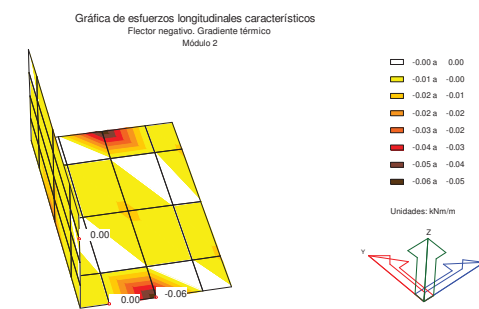 Gráfica de esfuerzos longitudinales característicos
Flector negativo. Gradiente térmico
Módulo 2
-0.00 a 0.00
-0.01 a -0.00
-0.02 a -0.01
-0.02 a -0.02
-0.03 a -0.02
-0.04 a -0.03
-0.05 a -0.04
-0.06 a -0.05
Unidades: kNm/m
0.00
0.00
-0.06
Z
Y